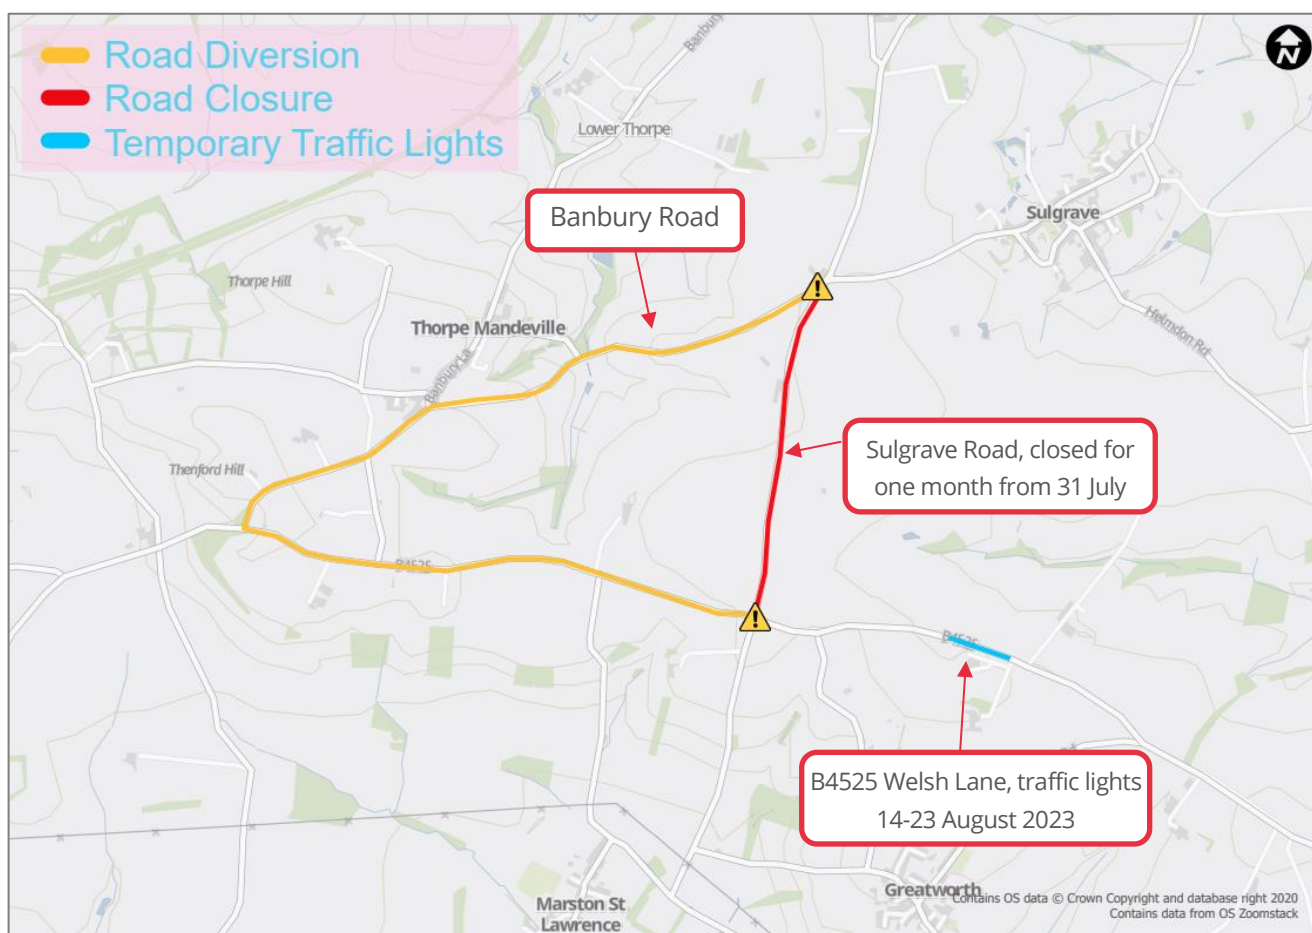 Road Diversion
Road Closure
Temporary Traffic Lights
N
Banbury
Lower Thorpe
Sulgrave
Banbury Road
Thorpe Hill
Thorpe Mandeville
Helmdon Rd
Banbury La
Sulgrave Road, closed for
one month from 31 July
Thenford Hill
B4525
B4525
B4525 Welsh Lane, traffic lights
14-23 August 2023
Greatworth
Marston St
Lawrence
Contains OS data © Crown Copyright and database right 2020
Contains data from OS Zoomstack